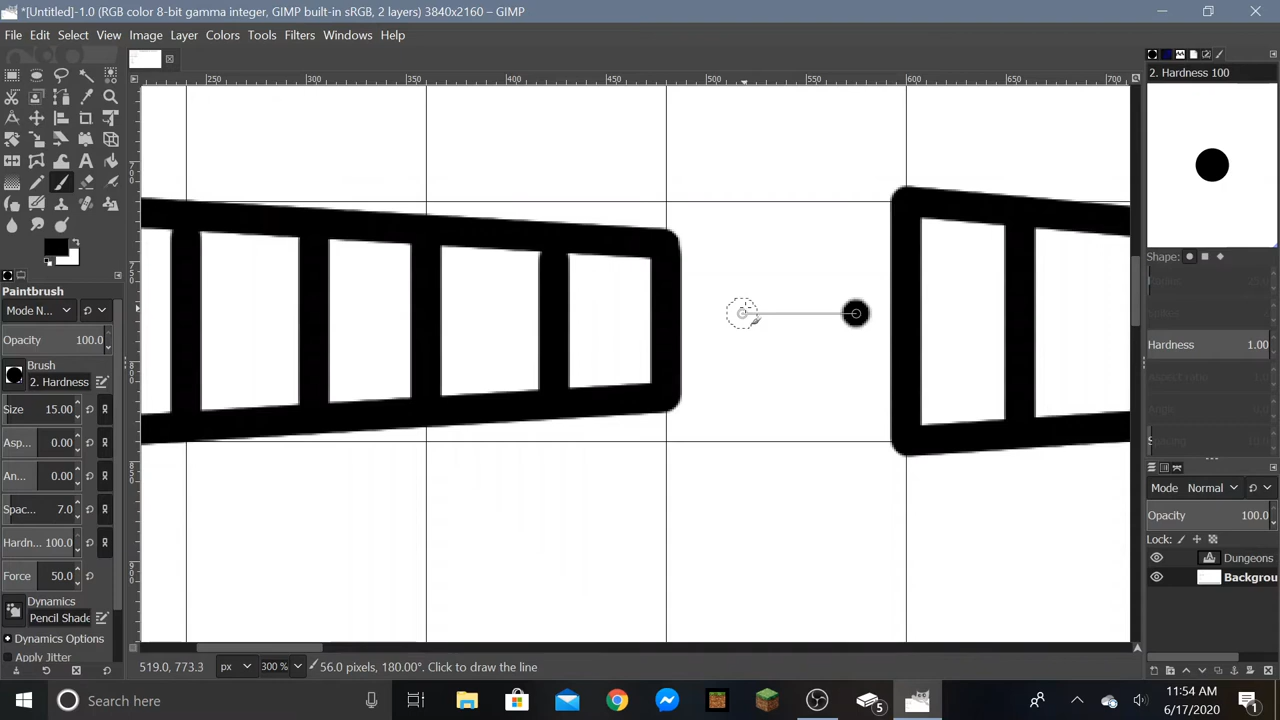 *[Untitled]-1.0 (RGB color 8-bit gamma integer, GIMP built-in sRGB, 2 layers) 3840x2160 – GIMP
File Edit Select View Image Layer Colors Tools Filters Windows Help
250 300 350 400 450 500 550 600 650 700
2. Hardness 100
Shape:
Hardness 1.00
Paintbrush
Mode N...
Opacity 100.0
Brush
2. Hardness
Size 15.00
Asp... 0.00
An... 0.00
Spac... 7.0
Hardn... 100.0
Force 50.0
Dynamics
Pencil Shade
Dynamics Options
Apply Jitter
Mode Normal
Opacity 100.0
Lock:
Dungeons
Backgrou
519.0, 773.3 px 300 % 56.0 pixels, 180.00°. Click to draw the line
Search
5
11:54 AM
6/17/2020
1